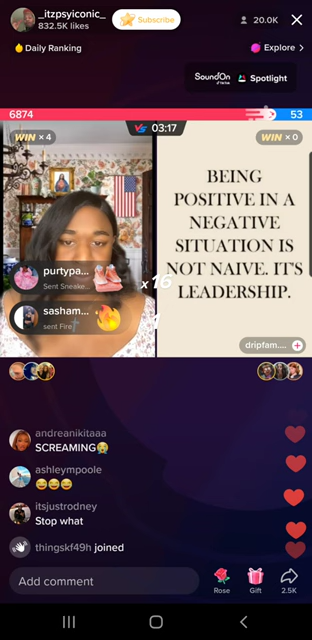 _itzpsyiconic_
832.5K likes
Subscribe
20.0K
Daily Ranking
Explore >
SoundOn
Spotlight
6874
53
WIN × 4
VS 03:17
WIN × 0
BEING
POSITIVE IN A
NEGATIVE
SITUATION IS
NOT NAIVE. IT'S
LEADERSHIP.
purtypa...
Sent Sneake...
x 16
sasham...
sent Fire
dripfam....
andreanikitaaa
SCREAMING😭
ashleympoole
😂😂😂
itsjustrodney
Stop what
thingskf49h joined
Add comment
Rose
Gift
2.5K